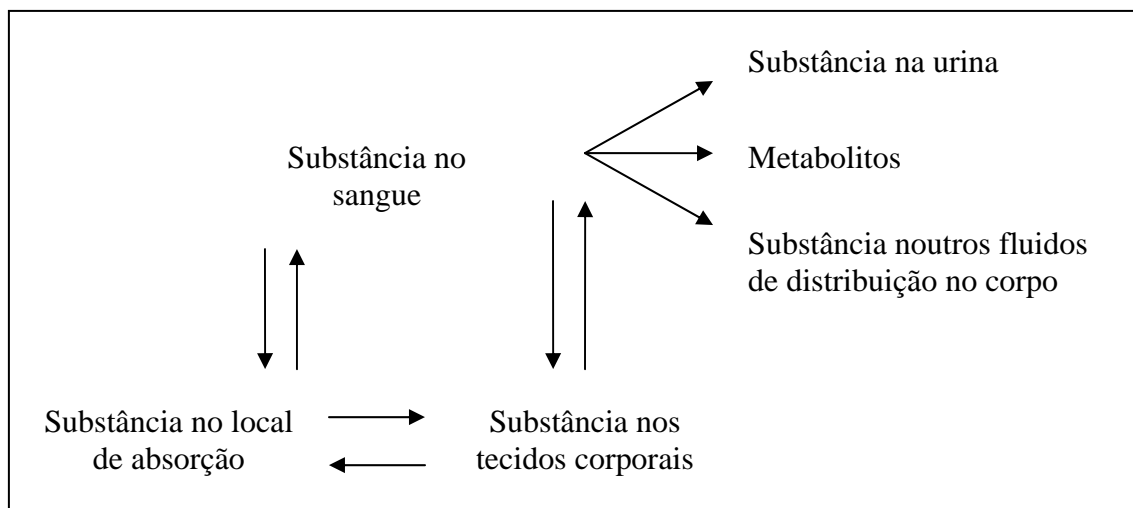 Substância na urina
Substância no
sangue
Metabolitos
Substância noutros fluidos
de distribuição no corpo
Substância no local
de absorção
Substância nos
tecidos corporais